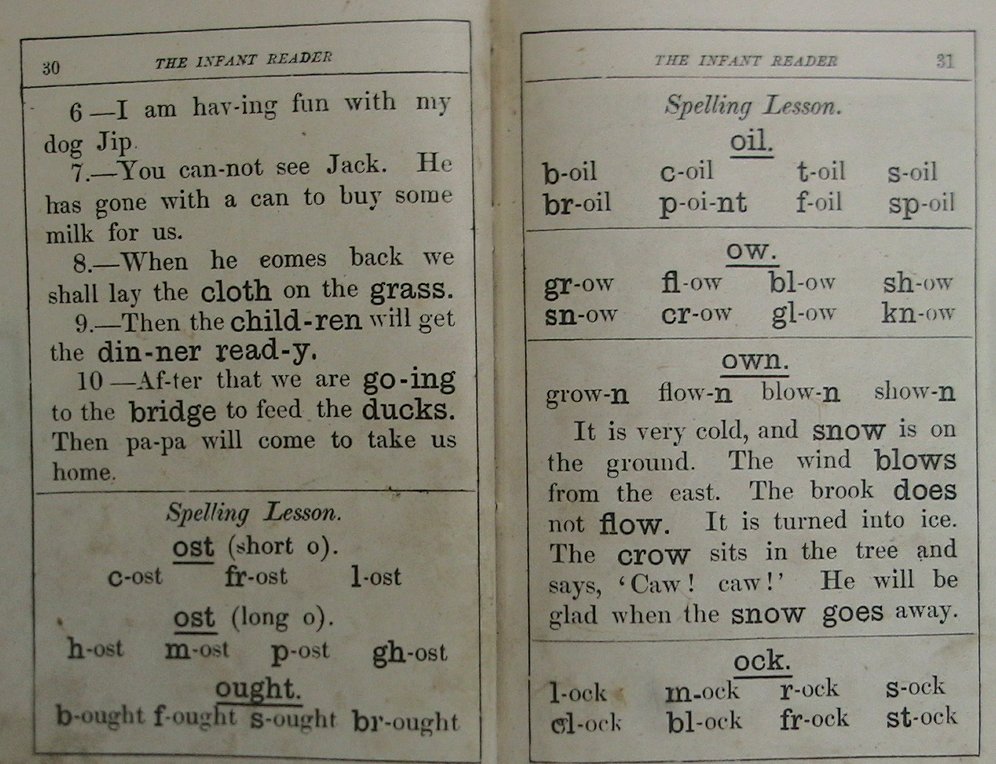 30 THE INFANT READER
6 —I am hav-ing fun with my
dog Jip.
7.—You can-not see Jack. He
has gone with a can to buy some
milk for us.
8.—When he comes back we
shall lay the cloth on the grass.
9.—Then the child-ren will get
the din-ner read-y.
10 —Af-ter that we are go-ing
to the bridge to feed the ducks.
Then pa-pa will come to take us
home.
Spelling Lesson.
ost (short o).
c-ost fr-ost l-ost
ost (long o).
h-ost m-ost p-ost gh-ost
ought.
b-ought f-ought s-ought br-ought
THE INFANT READER 31
Spelling Lesson.
oil.
b-oil c-oil t-oil s-oil
br-oil p-oi-nt f-oil sp-oil
ow.
gr-ow fl-ow bl-ow sh-ow
sn-ow cr-ow gl-ow kn-ow
own.
grow-n flow-n blow-n show-n
It is very cold, and snow is on
the ground. The wind blows
from the east. The brook does
not flow. It is turned into ice.
The crow sits in the tree and
says, ‘Caw! caw!’ He will be
glad when the snow goes away.
ock.
l-ock m-ock r-ock s-ock
cl-ock bl-ock fr-ock st-ock